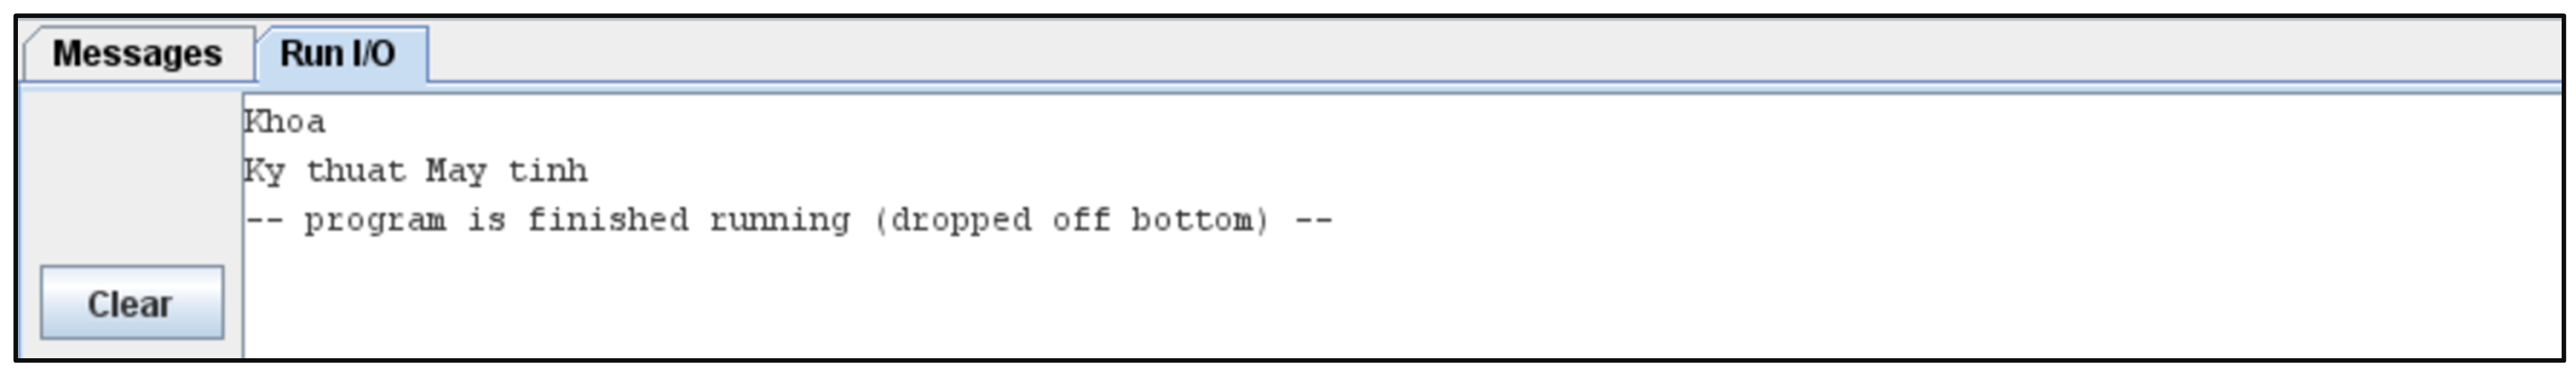 Messages Run I/O
Khoa
Ky thuat May tinh
-- program is finished running (dropped off bottom) --
Clear